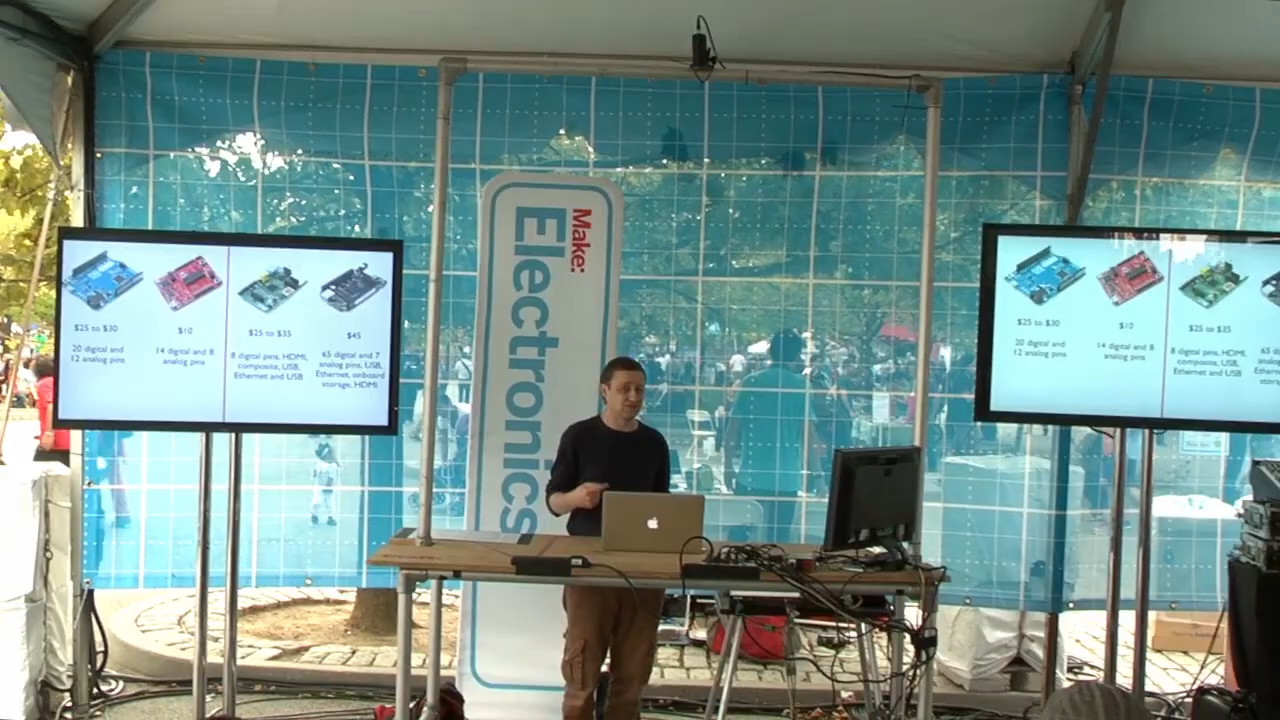 $25 to $30
20 digital and
12 analog pins
$10
14 digital and 8
analog pins
$25 to $35
8 digital pins, HDMI,
composite, USB,
Ethernet and USB
$45
65 digital and 7
analog pins, USB,
Ethernet, onboard
storage, HDMI
Make:
Electronics
$25 to $30
20 digital and
12 analog pins
$10
14 digital and 8
analog pins
$25 to $35
8 digital pins, HDMI,
composite, USB,
Ethernet and USB
65 d